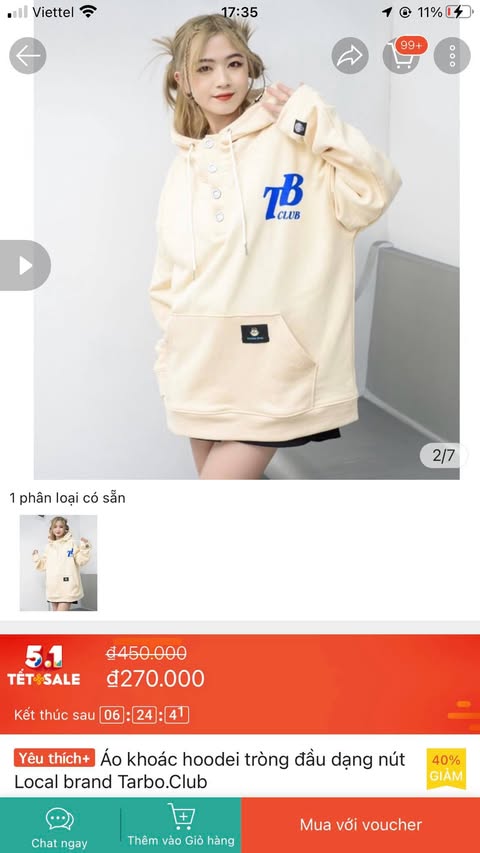 Viettel
17:35
11%
99+
TB
CLUB
2/7
1 phân loại có sẵn
5.1
TẾT SALE
₫450.000
₫270.000
Kết thúc sau 06:24:41
Yêu thích+ Áo khoác hoodei tròng đầu dạng nút
Local brand Tarbo.Club
40%
GIẢM
Chat ngay
Thêm vào Giỏ hàng
Mua với voucher